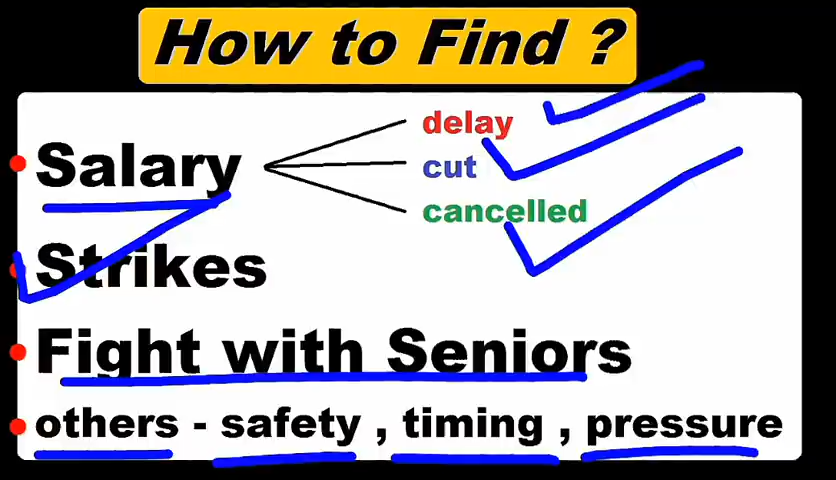 How to Find ?
delay
Salary
cut
cancelled
Strikes
Fight with Seniors
others - safety , timing , pressure